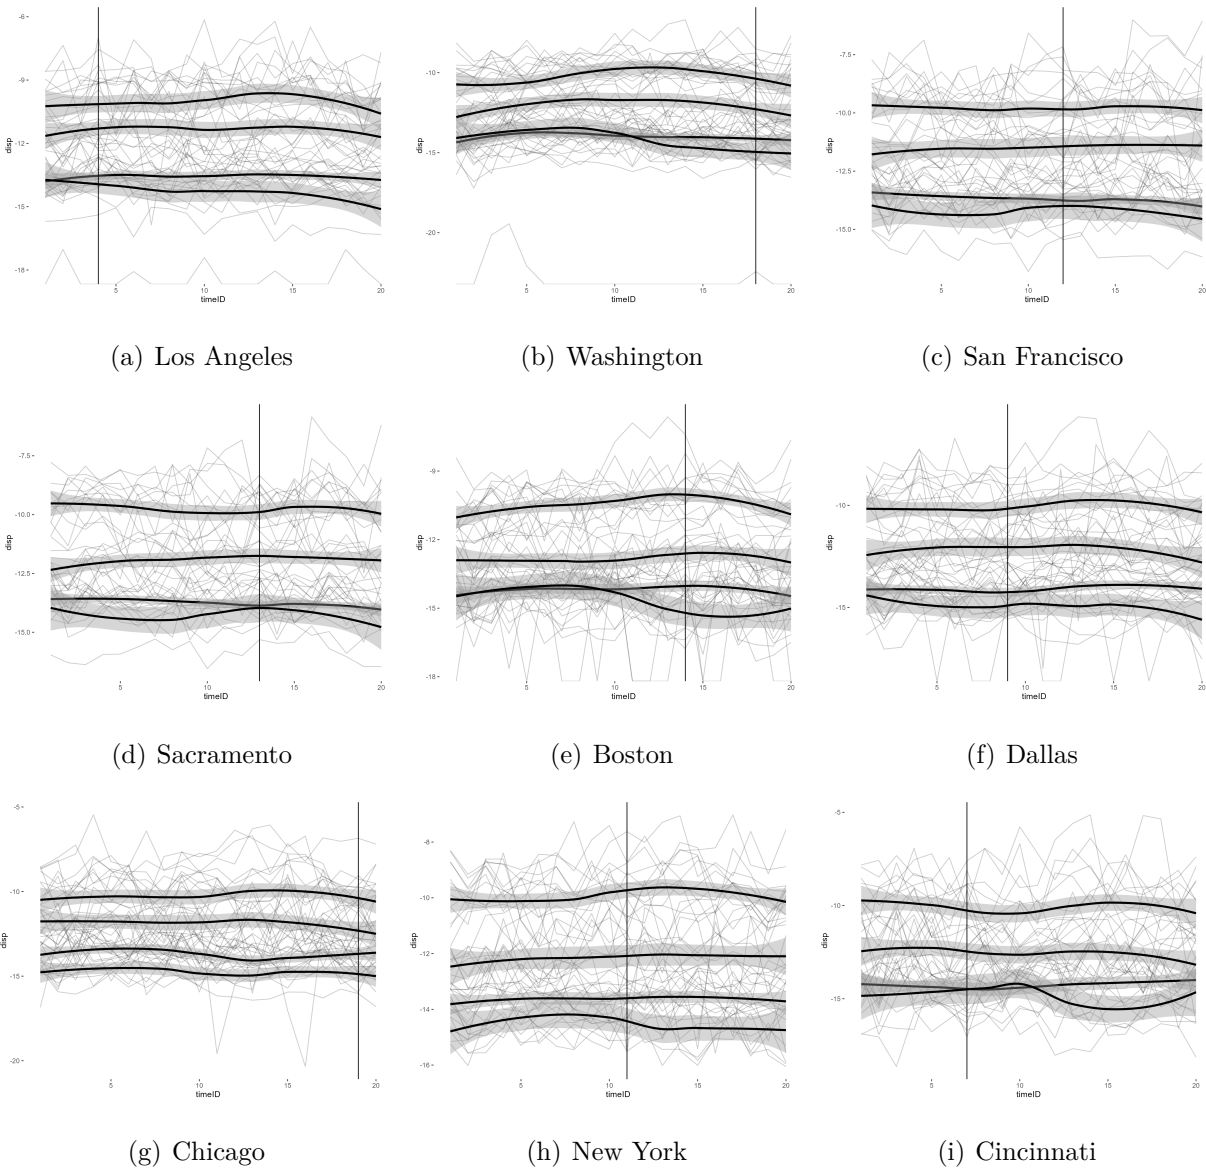 -6
-9
-12
-15
-18
disp
5
10
15
20
timeID
-10
-15
-20
disp
5
10
15
20
timeID
-7.5
-10.0
-12.5
-15.0
disp
5
10
15
20
timeID
(a) Los Angeles
(b) Washington
(c) San Francisco
-7.5
-10.0
-12.5
-15.0
disp
5
10
15
20
timeID
-9
-12
-15
-18
disp
5
10
15
20
timeID
-10
-15
disp
5
10
15
20
timeID
(d) Sacramento
(e) Boston
(f) Dallas
-5
-10
-15
-20
disp
5
10
15
20
timeID
-8
-10
-12
-14
-16
disp
5
10
15
20
timeID
-5
-10
-15
disp
5
10
15
20
timeID
(g) Chicago
(h) New York
(i) Cincinnati